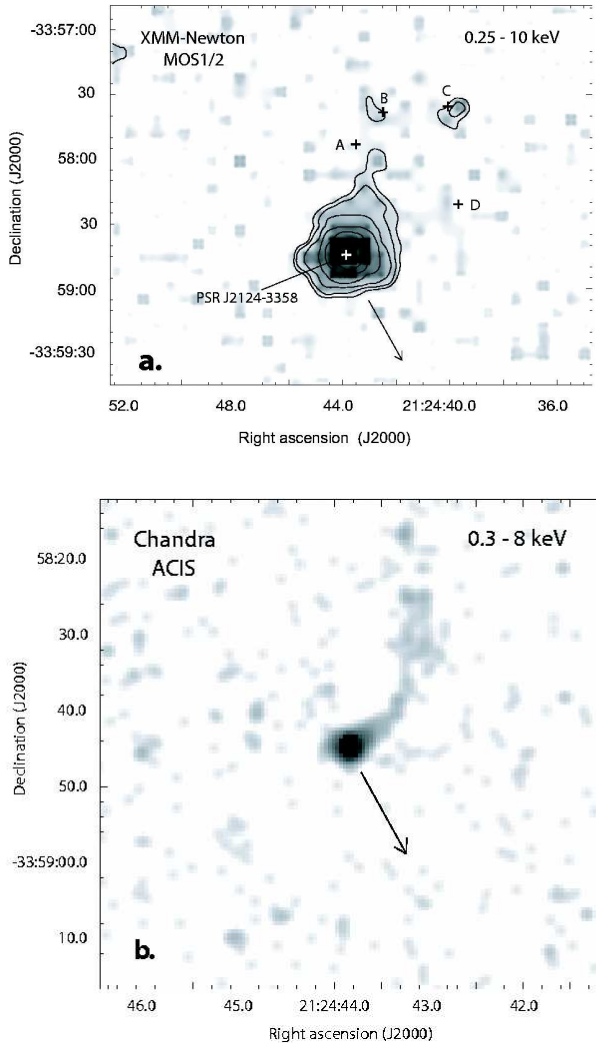 -33:57:00
XMM-Newton
MOS1/2
0.25 - 10 keV
30
B
C
A
58:00
D
30
Declination (J2000)
PSR J2124-3358
59:00
-33:59:30
a.
52.0 48.0 44.0 21:24:40.0 36.0
Right ascension (J2000)
Chandra
ACIS
0.3 - 8 keV
58:20.0
30.0
40.0
Declination (J2000)
50.0
-33:59:00.0
10.0
b.
46.0 45.0 21:24:44.0 43.0 42.0
Right ascension (J2000)